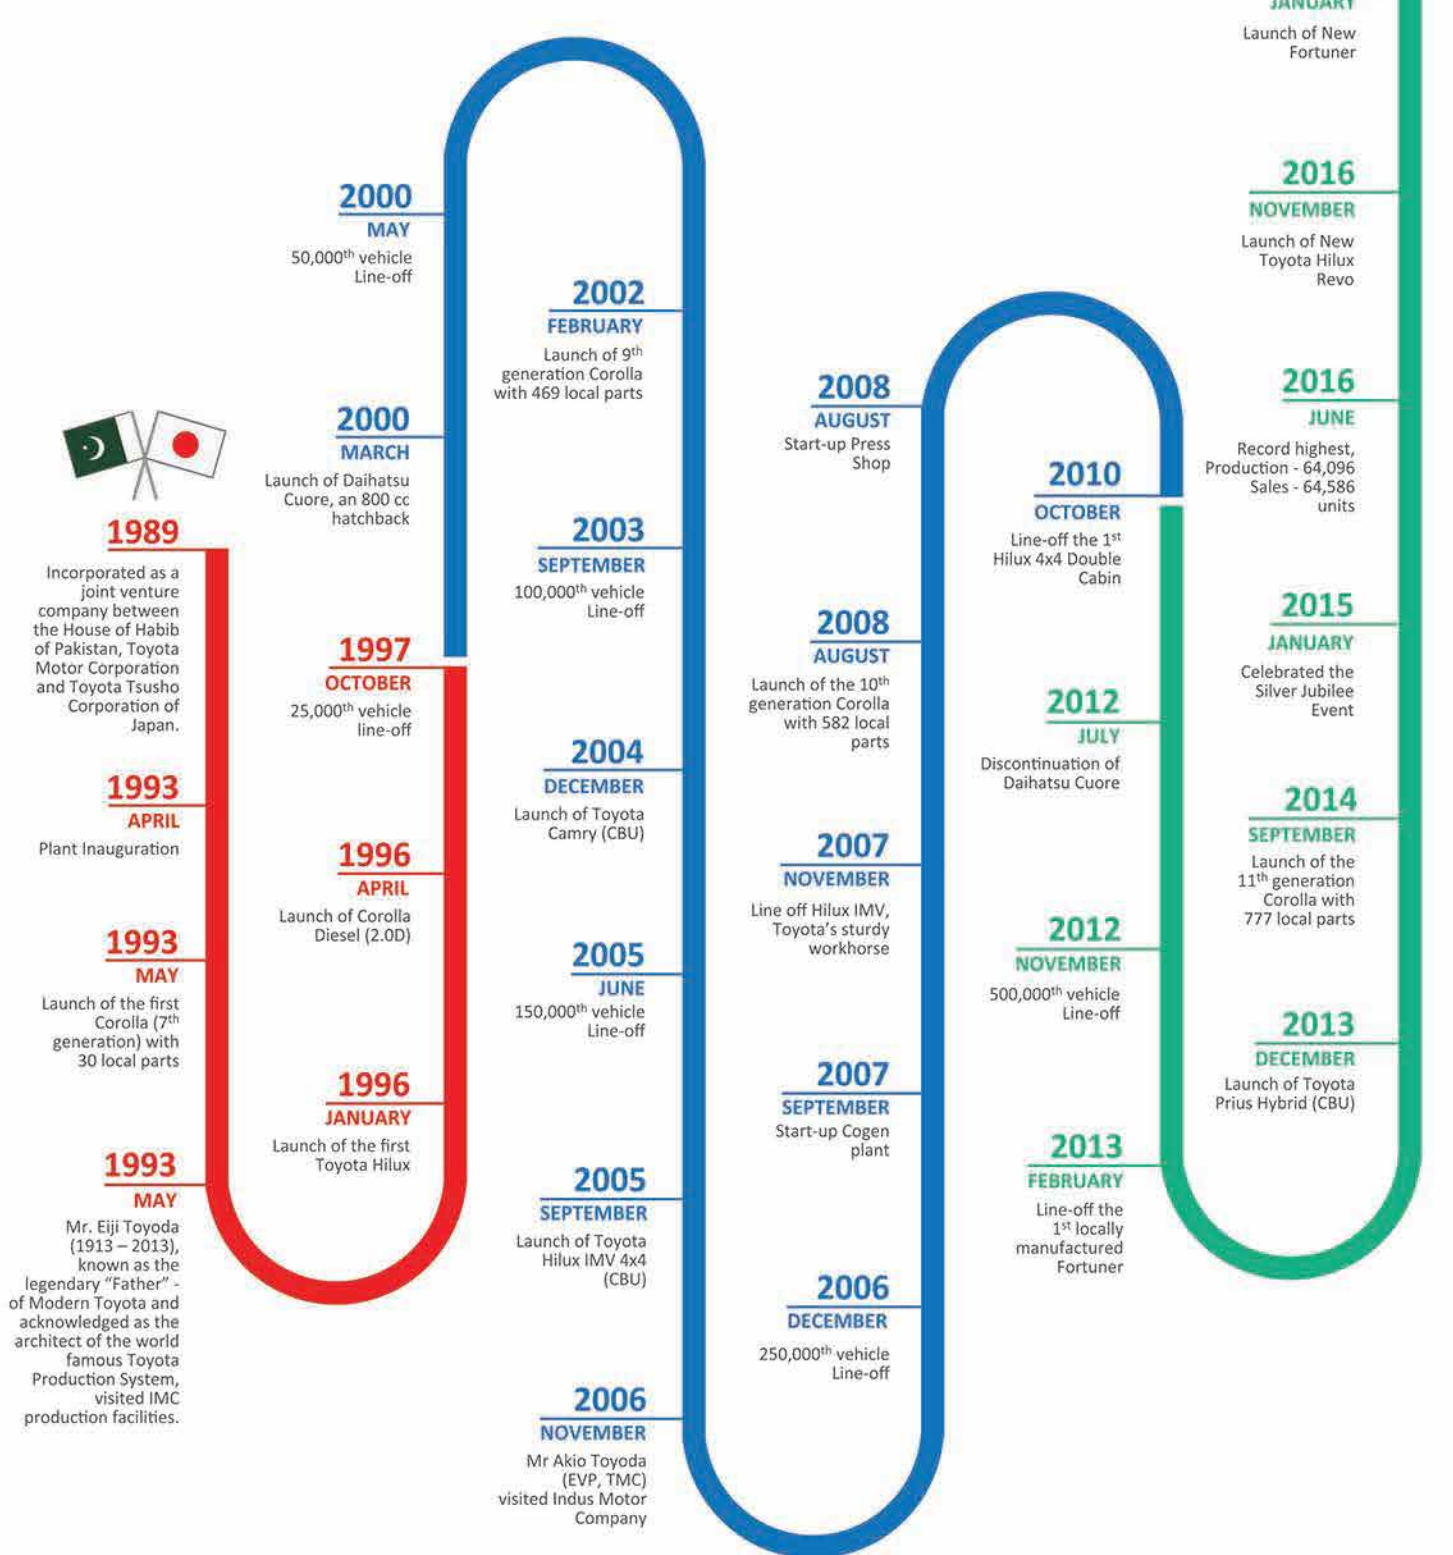 1989
Incorporated as a
joint venture
company between
the House of Habib
of Pakistan, Toyota
Motor Corporation
and Toyota Tsusho
Corporation of
Japan.
1993
APRIL
Plant Inauguration
1993
MAY
Launch of the first
Corolla (7th
generation) with
30 local parts
1993
MAY
Mr. Eiji Toyoda
(1913 – 2013),
known as the
legendary “Father” -
of Modern Toyota and
acknowledged as the
architect of the world
famous Toyota
Production System,
visited IMC
production facilities.
1996
JANUARY
Launch of the first
Toyota Hilux
1996
APRIL
Launch of Corolla
Diesel (2.0D)
1997
OCTOBER
25,000th vehicle
line-off
2000
MARCH
Launch of Daihatsu
Cuore, an 800 cc
hatchback
2000
MAY
50,000th vehicle
Line-off
2002
FEBRUARY
Launch of 9th
generation Corolla
with 469 local parts
2003
SEPTEMBER
100,000th vehicle
Line-off
2004
DECEMBER
Launch of Toyota
Camry (CBU)
2005
JUNE
150,000th vehicle
Line-off
2005
SEPTEMBER
Launch of Toyota
Hilux IMV 4x4
(CBU)
2006
NOVEMBER
Mr Akio Toyoda
(EVP, TMC)
visited Indus Motor
Company
2006
DECEMBER
250,000th vehicle
Line-off
2007
SEPTEMBER
Start-up Cogen
plant
2007
NOVEMBER
Line off Hilux IMV,
Toyota’s sturdy
workhorse
2008
AUGUST
Launch of the 10th
generation Corolla
with 582 local
parts
2008
AUGUST
Start-up Press
Shop
2010
OCTOBER
Line-off the 1st
Hilux 4x4 Double
Cabin
2012
JULY
Discontinuation of
Daihatsu Cuore
2012
NOVEMBER
500,000th vehicle
Line-off
2013
FEBRUARY
Line-off the
1st locally
manufactured
Fortuner
2013
DECEMBER
Launch of Toyota
Prius Hybrid (CBU)
2014
SEPTEMBER
Launch of the
11th generation
Corolla with
777 local parts
2015
JANUARY
Celebrated the
Silver Jubilee
Event
2016
JUNE
Record highest,
Production - 64,096
Sales - 64,586
units
2016
NOVEMBER
Launch of New
Toyota Hilux
Revo
JANUARY
Launch of New
Fortuner